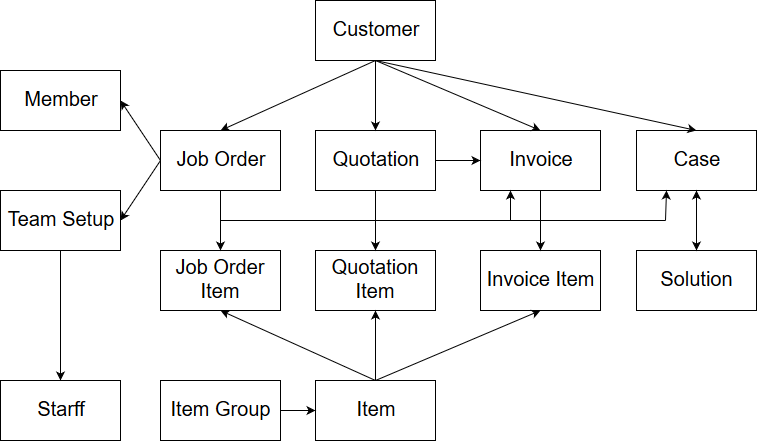 Customer
Member
Job Order
Quotation
Invoice
Case
Team Setup
Job Order
Item
Quotation
Item
Invoice Item
Solution
Starff
Item Group
Item